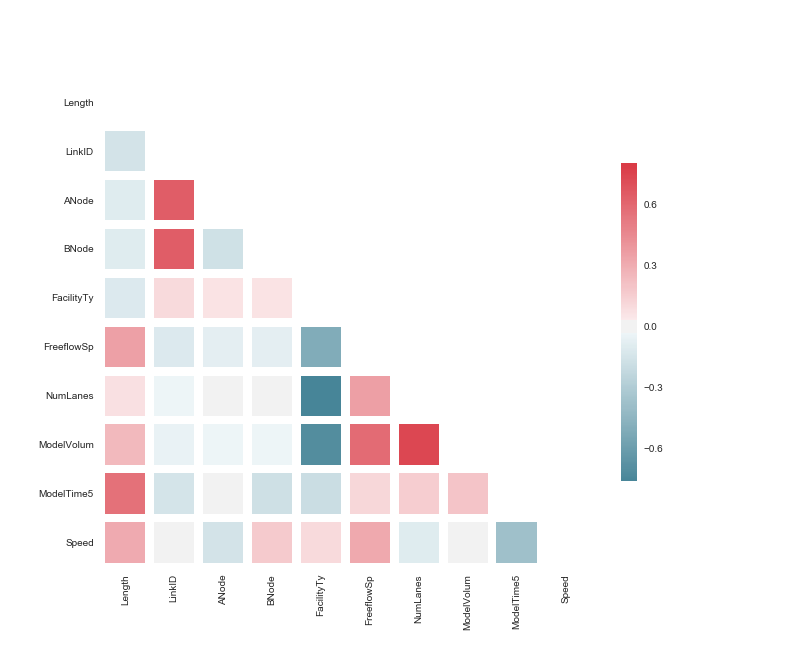 Length
LinkID
ANode
BNode
FacilityTy
FreeflowSp
NumLanes
ModelVolum
ModelTime5
Speed
Length
LinkID
ANode
BNode
FacilityTy
FreeflowSp
NumLanes
ModelVolum
ModelTime5
Speed
0.6
0.3
0.0
−0.3
−0.6